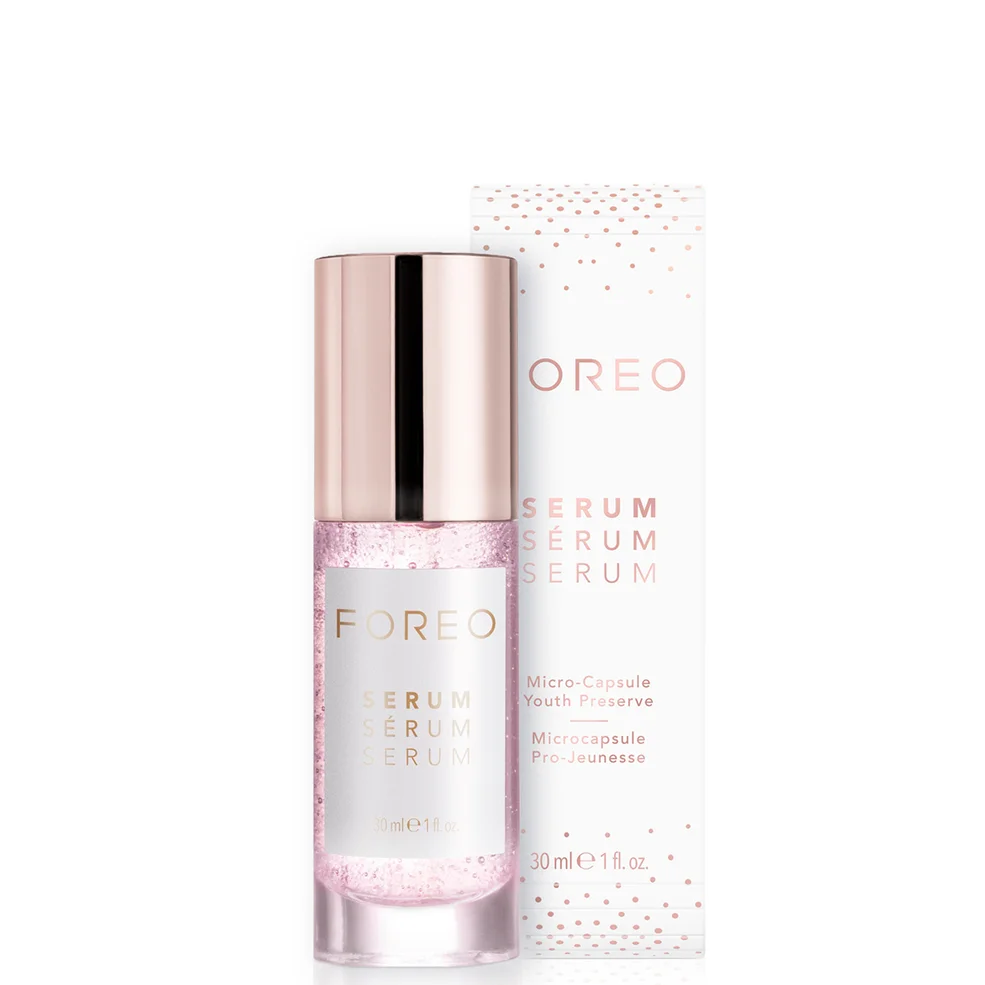 FOREO
SERUM
SÉRUM
SERUM
30 ml e 1 fl. oz.
OREO
SERUM
SÉRUM
SERUM
Micro-Capsule
Youth Preserve
Microcapsule
Pro-Jeunesse
30 ml e 1 fl. oz.